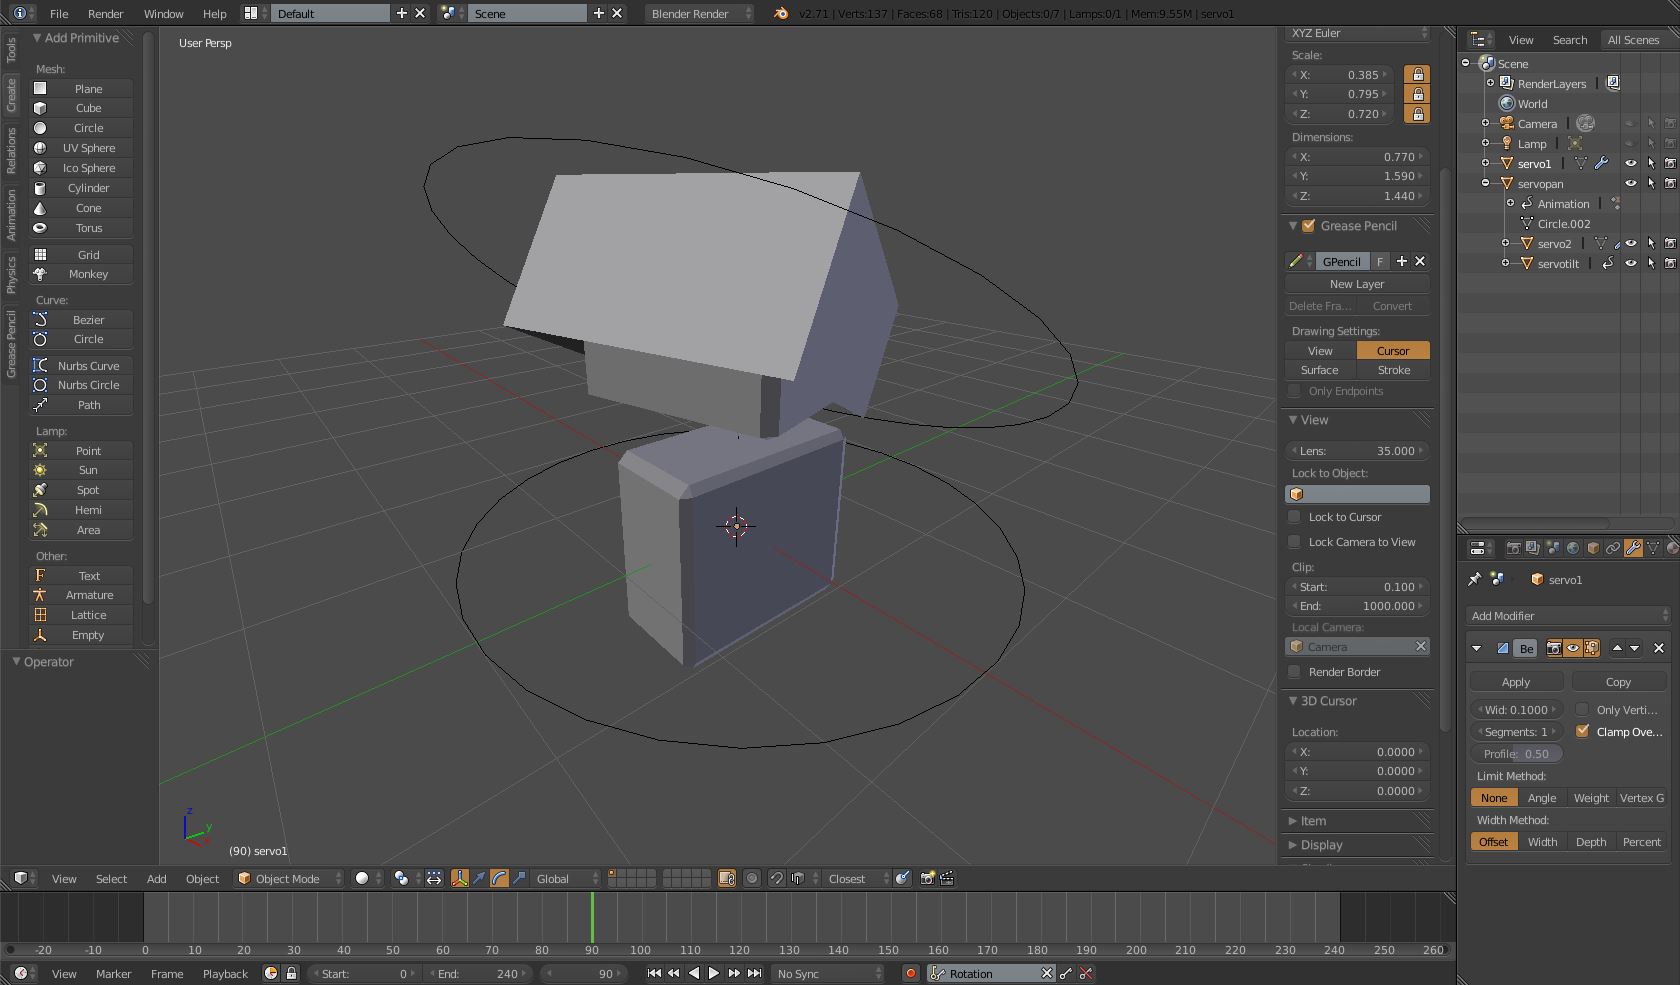 File Render Window Help Default Scene Blender Render v2.71 | Verts:137 | Faces:68 | Tris:120 | Objects:0/7 | Lamps:0/1 | Mem:9.55M | servo1
Tools
Create
Relations
Animation
Physics
Grease Pencil
Add Primitive
Mesh:
Plane
Cube
Circle
UV Sphere
Ico Sphere
Cylinder
Cone
Torus
Grid
Monkey
Curve:
Bezier
Circle
Nurbs Curve
Nurbs Circle
Path
Lamp:
Point
Sun
Spot
Hemi
Area
Other:
Text
Armature
Lattice
Empty
Operator
User Persp
z
y
x
(90) servo1
XYZ Euler
Scale:
X: 0.385
Y: 0.795
Z: 0.720
Dimensions:
X: 0.770
Y: 1.590
Z: 1.440
Grease Pencil
GPencil F
New Layer
Delete Fra... Convert
Drawing Settings:
View Cursor
Surface Stroke
Only Endpoints
View
Lens: 35.000
Lock to Object:
Lock to Cursor
Lock Camera to View
Clip:
Start: 0.100
End: 1000.000
Local Camera:
Camera
Render Border
3D Cursor
Location:
X: 0.0000
Y: 0.0000
Z: 0.0000
Item
Display
View Search All Scenes
Scene
RenderLayers
World
Camera
Lamp
servo1
servopan
Animation
Circle.002
servo2
servotilt
servo1
Add Modifier
Be
Apply Copy
Wid: 0.1000 Only Verti...
Segments: 1 Clamp Ove...
Profile: 0.50
Limit Method:
None Angle Weight Vertex G
Width Method:
Offset Width Depth Percent
View Select Add Object Object Mode Global Closest
-20 -10 0 10 20 30 40 50 60 70 80 90 100 110 120 130 140 150 160 170 180 190 200 210 220 230 240 250 260
View Marker Frame Playback Start: 0 End: 240 90 No Sync Rotation